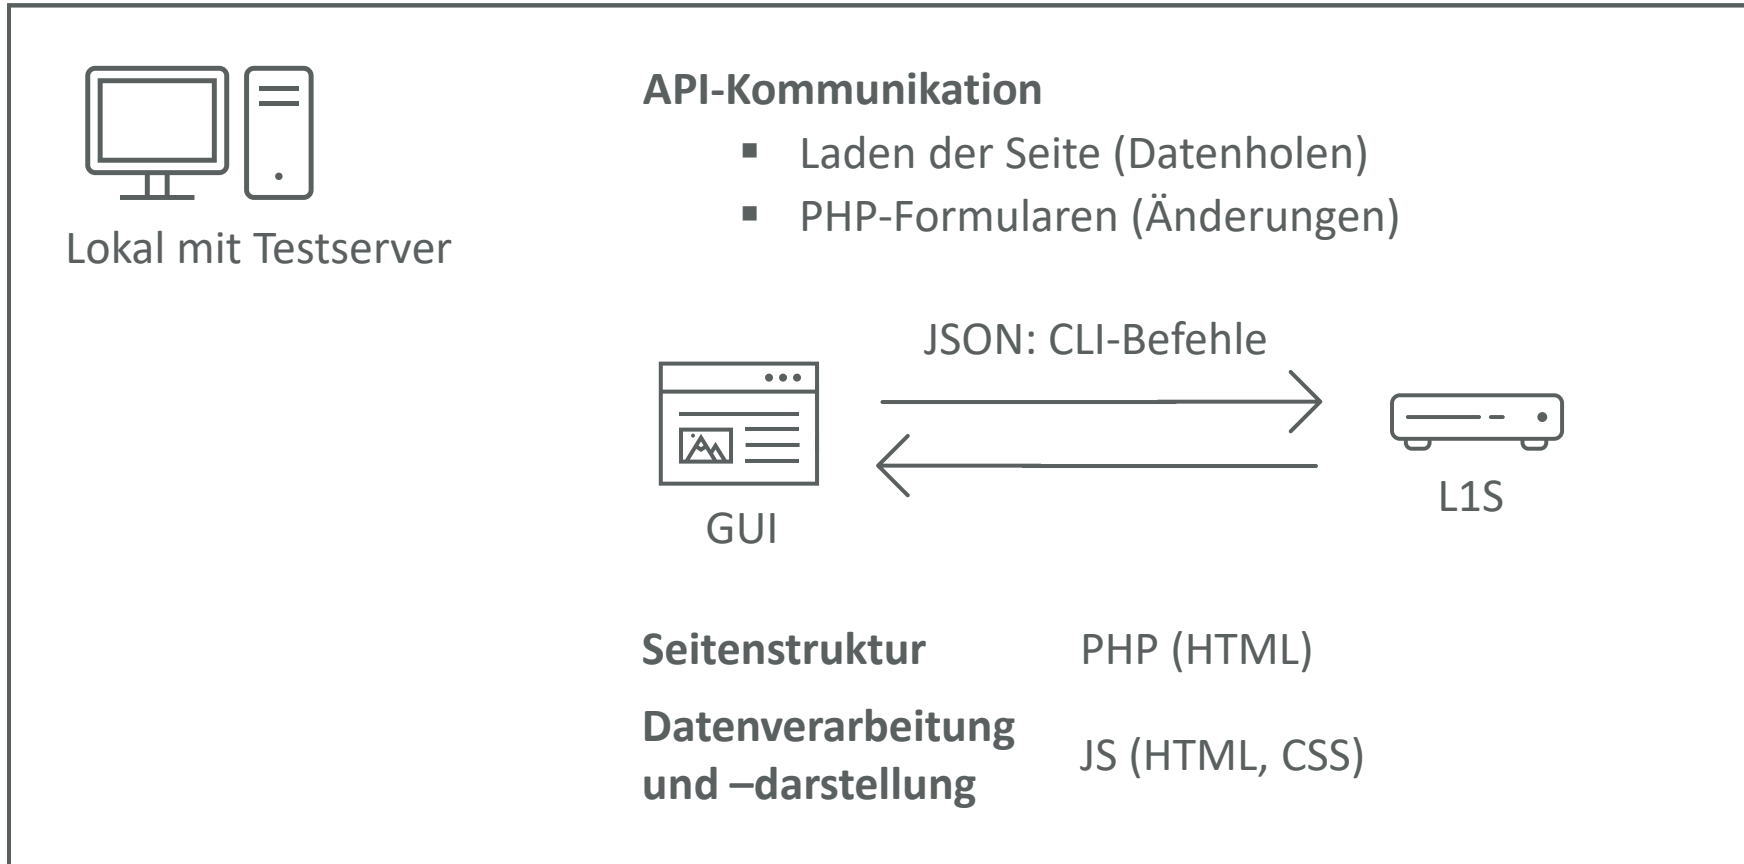 API-Kommunikation
▪ Laden der Seite (Datenholen)
▪ PHP-Formularen (Änderungen)
Lokal mit Testserver
JSON: CLI-Befehle
L1S
GUI
Seitenstruktur PHP (HTML)
Datenverarbeitung
und –darstellung
JS (HTML, CSS)